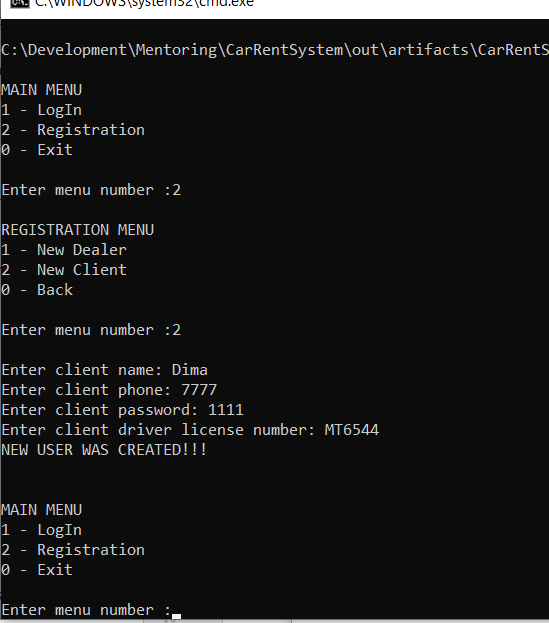 C:\WINDOWS\system32\cmd.exe
C:\Development\Mentoring\CarRentSystem\out\artifacts\CarRentS
MAIN MENU
1 - LogIn
2 - Registration
0 - Exit
Enter menu number :2
REGISTRATION MENU
1 - New Dealer
2 - New Client
0 - Back
Enter menu number :2
Enter client name: Dima
Enter client phone: 7777
Enter client password: 1111
Enter client driver license number: MT6544
NEW USER WAS CREATED!!!
MAIN MENU
1 - LogIn
2 - Registration
0 - Exit
Enter menu number :